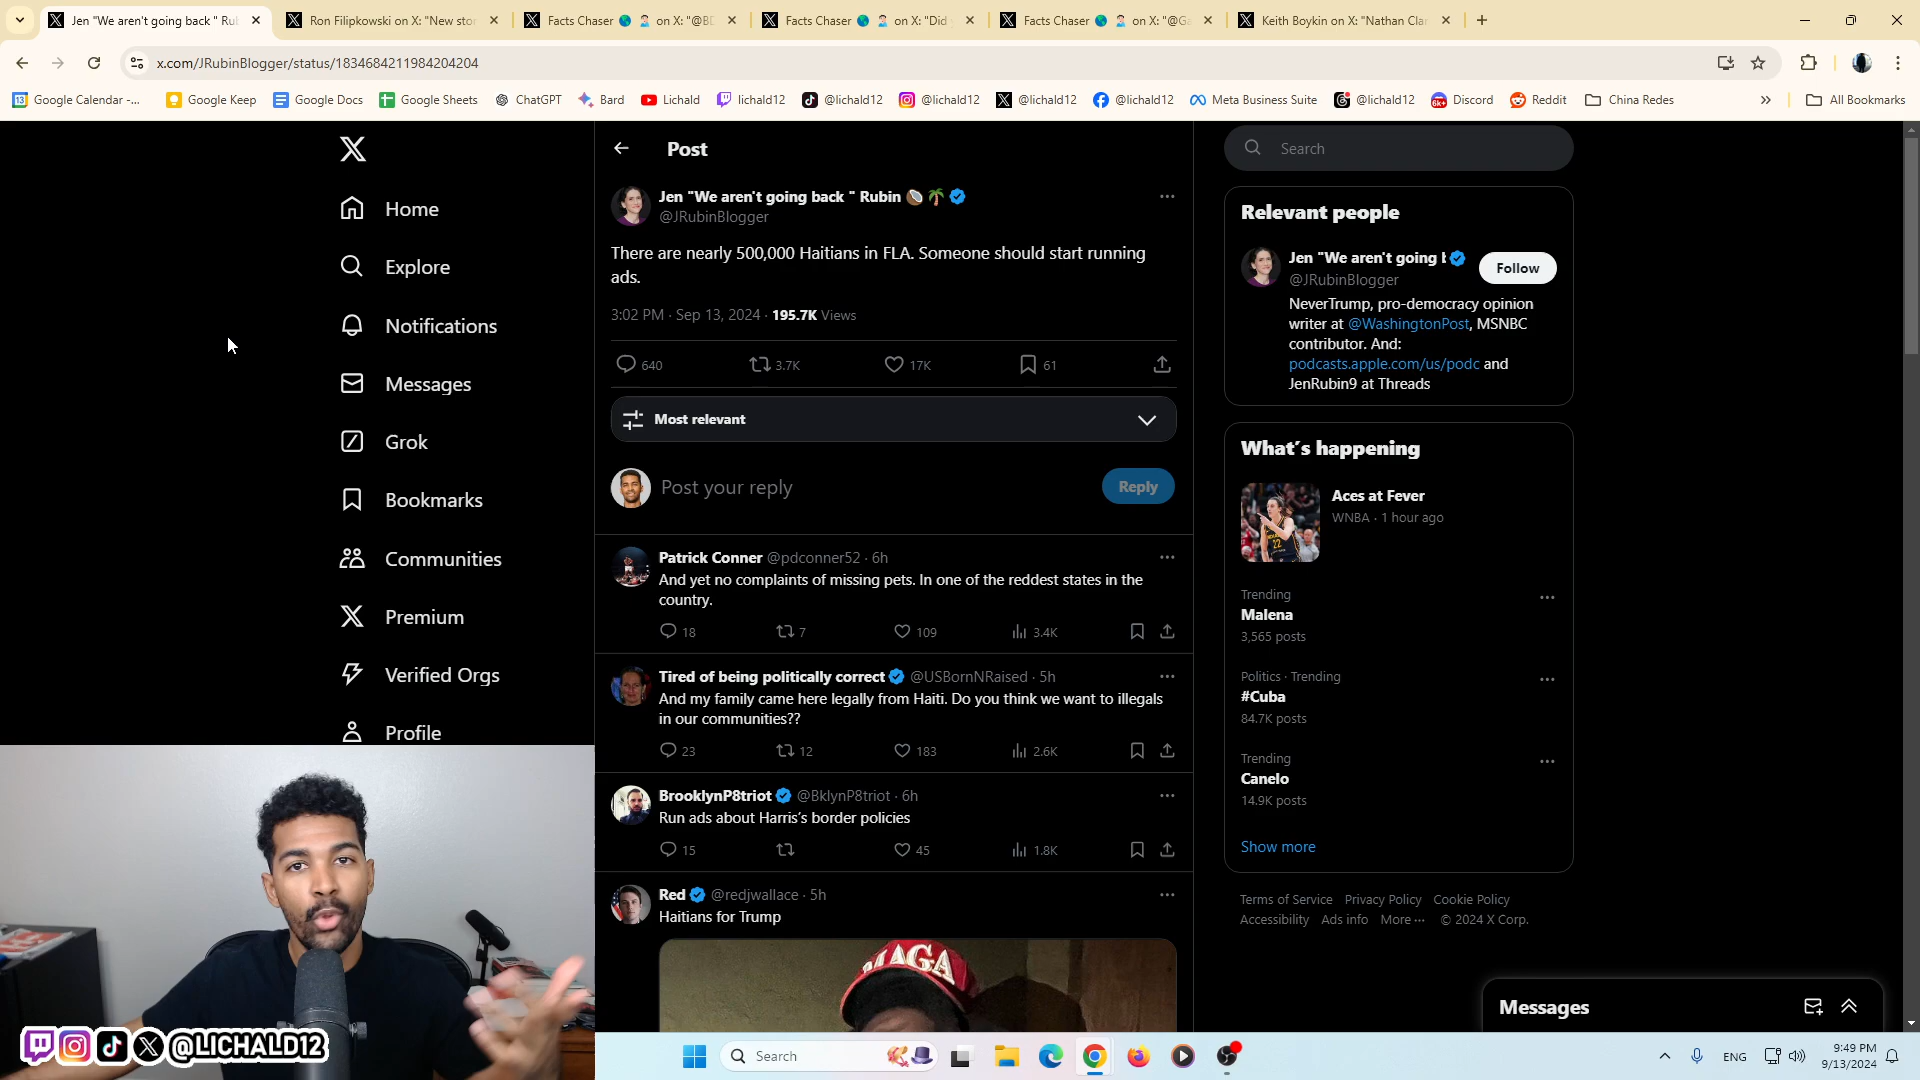 Jen "We aren't going back " Ru
Ron Filipkowski on X: "New sto
Facts Chaser on X: "@BD
Facts Chaser on X: "Did
Facts Chaser on X: "@Ga
Keith Boykin on X: "Nathan Cla
x.com/JRubinBlogger/status/1834684211984204204
13 Google Calendar -...
Google Keep
Google Docs
Google Sheets
ChatGPT
Bard
Lichald
lichald12
@lichald12
@lichald12
@lichald12
@lichald12
Meta Business Suite
@lichald12
6k+ Discord
Reddit
China Redes
All Bookmarks
Home
Explore
Notifications
Messages
Grok
Bookmarks
Communities
Premium
Verified Orgs
Profile
Post
Jen "We aren't going back " Rubin
@JRubinBlogger
There are nearly 500,000 Haitians in FLA. Someone should start running
ads.
3:02 PM · Sep 13, 2024 · 195.7K Views
640 3.7K 17K 61
Most relevant
Post your reply
Reply
Patrick Conner @pdconner52 · 6h
And yet no complaints of missing pets. In one of the reddest states in the
country.
18 7 109 3.4K
Tired of being politically correct @USBornNRaised · 5h
And my family came here legally from Haiti. Do you think we want to illegals
in our communities??
23 12 183 2.6K
BrooklynP8triot @BklynP8triot · 6h
Run ads about Harris's border policies
15 45 1.8K
Red @redjwallace · 5h
Haitians for Trump
MAGA
Search
Relevant people
Jen "We aren't going
@JRubinBlogger
Follow
NeverTrump, pro-democracy opinion
writer at @WashingtonPost, MSNBC
contributor. And:
podcasts.apple.com/us/podc and
JenRubin9 at Threads
What's happening
Aces at Fever
WNBA · 1 hour ago
Trending
Malena
3,565 posts
Politics · Trending
#Cuba
84.7K posts
Trending
Canelo
14.9K posts
Show more
Terms of Service Privacy Policy Cookie Policy
Accessibility Ads info More ··· © 2024 X Corp.
Messages
@LICHALD12
Search
ENG
9:49 PM
9/13/2024